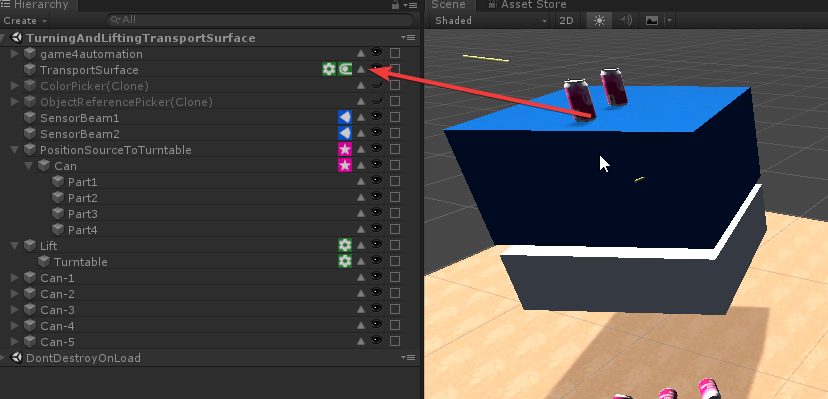 Hierarchy
Scene
Asset Store
Create
All
Shaded
2D
TurningAndLiftingTransportSurface
game4automation
TransportSurface
ColorPicker(Clone)
ObjectReferencePicker(Clone)
SensorBeam1
SensorBeam2
PositionSourceToTurntable
Can
Part1
Part2
Part3
Part4
Lift
Turntable
Can-1
Can-2
Can-3
Can-4
Can-5
DontDestroyOnLoad